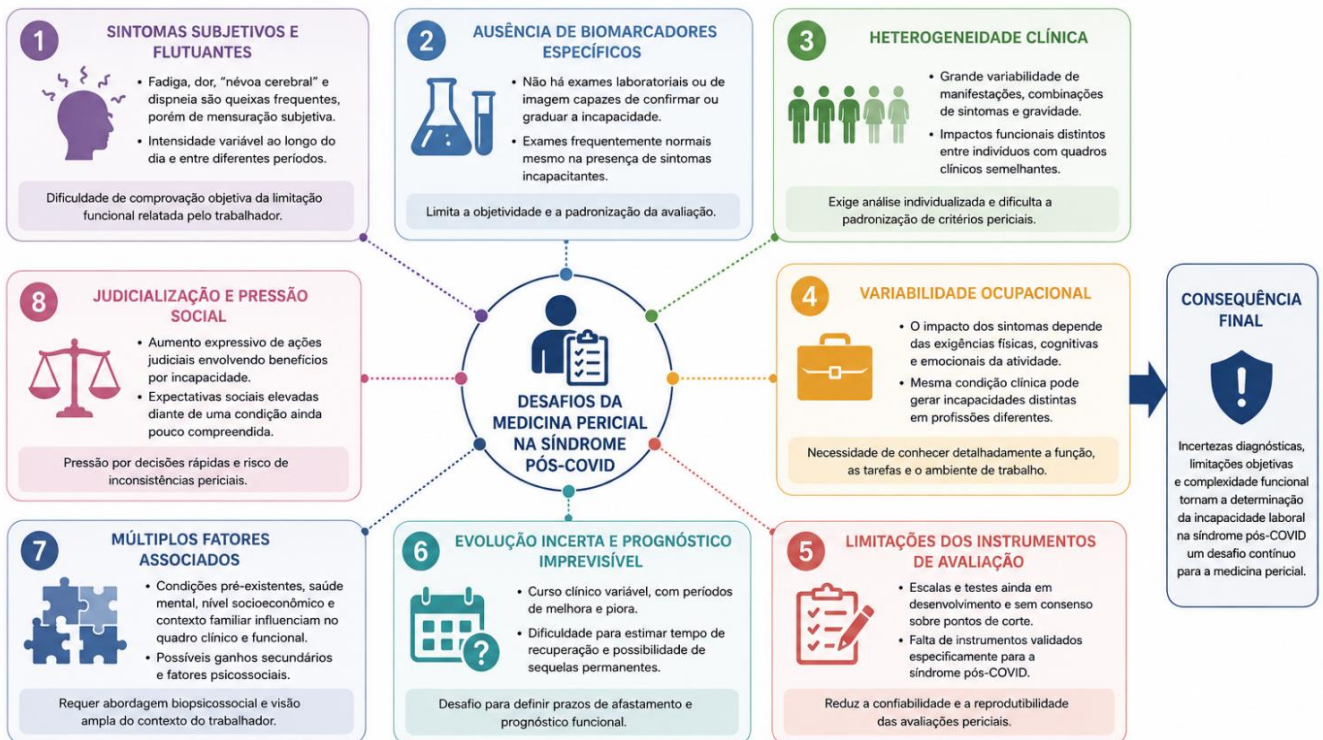 1
SINTOMAS SUBJETIVOS E
FLUTUANTES
• Fadiga, dor, “névoa cerebral” e
dispneia são queixas frequentes,
porém de mensuração subjetiva.
• Intensidade variável ao longo do
dia e entre diferentes períodos.
Dificuldade de comprovação objetiva da limitação
funcional relatada pelo trabalhador.
2
AUSÊNCIA DE BIOMARCADORES
ESPECÍFICOS
• Não há exames laboratoriais ou de
imagem capazes de confirmar ou
graduar a incapacidade.
• Exames frequentemente normais
mesmo na presença de sintomas
incapacitantes.
Limita a objetividade e a padronização da avaliação.
3
HETEROGENEIDADE CLÍNICA
• Grande variabilidade de
manifestações, combinações
de sintomas e gravidade.
• Impactos funcionais distintos
entre indivíduos com quadros
clínicos semelhantes.
Exige análise individualizada e dificulta a
padronização de critérios periciais.
8
JUDICIALIZAÇÃO E PRESSÃO
SOCIAL
• Aumento expressivo de ações
judiciais envolvendo benefícios
por incapacidade.
• Expectativas sociais elevadas
diante de uma condição ainda
pouco compreendida.
Pressão por decisões rápidas e risco de
inconsistências periciais.
DESAFIOS DA
MEDICINA PERICIAL
NA SÍNDROME
PÓS-COVID
4
VARIABILIDADE OCUPACIONAL
• O impacto dos sintomas depende
das exigências físicas, cognitivas
e emocionais da atividade.
• Mesma condição clínica pode
gerar incapacidades distintas
em profissões diferentes.
Necessidade de conhecer detalhadamente a função,
as tarefas e o ambiente de trabalho.
CONSEQUÊNCIA
FINAL
Incertezas diagnósticas,
limitações objetivas
e complexidade funcional
tornam a determinação
da incapacidade laboral
na síndrome pós-COVID
um desafio contínuo
para a medicina pericial.
7
MÚLTIPLOS FATORES
ASSOCIADOS
• Condições pré-existentes, saúde
mental, nível socioeconômico e
contexto familiar influenciam no
quadro clínico e funcional.
• Possíveis ganhos secundários
e fatores psicossociais.
Requer abordagem biopsicossocial e visão
ampla do contexto do trabalhador.
6
EVOLUÇÃO INCERTA E PROGNÓSTICO
IMPREVISÍVEL
• Curso clínico variável, com períodos
de melhora e piora.
• Dificuldade para estimar tempo de
recuperação e possibilidade de
sequelas permanentes.
?
Desafio para definir prazos de afastamento e
prognóstico funcional.
5
LIMITAÇÕES DOS INSTRUMENTOS
DE AVALIAÇÃO
• Escalas e testes ainda em
desenvolvimento e sem consenso
sobre pontos de corte.
• Falta de instrumentos validados
especificamente para a
síndrome pós-COVID.
Reduz a confiabilidade e a reprodutibilidade
das avaliações periciais.